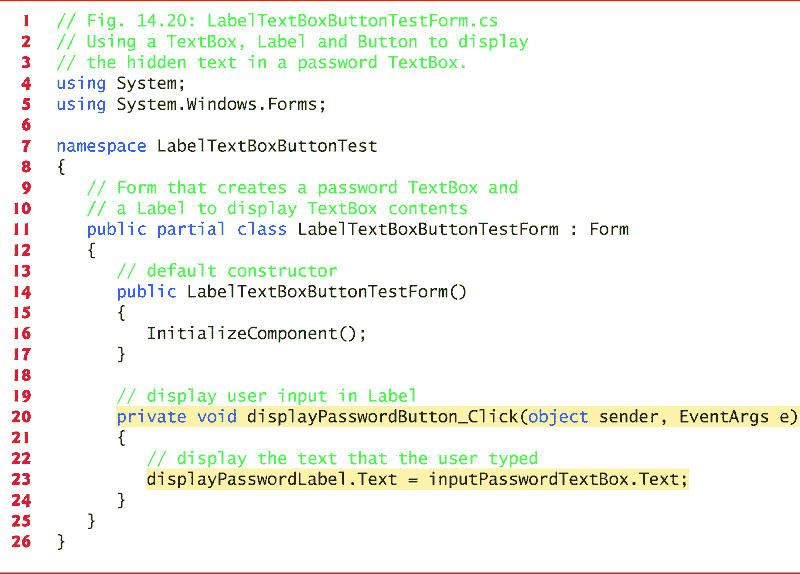 1 // Fig. 14.20: LabelTextBoxButtonTestForm.cs
2 // Using a TextBox, Label and Button to display
3 // the hidden text in a password TextBox.
4 using System;
5 using System.Windows.Forms;
6
7 namespace LabelTextBoxButtonTest
8 {
9 // Form that creates a password TextBox and
10 // a Label to display TextBox contents
11 public partial class LabelTextBoxButtonTestForm : Form
12 {
13 // default constructor
14 public LabelTextBoxButtonTestForm()
15 {
16 InitializeComponent();
17 }
18
19 // display user input in Label
20 private void displayPasswordButton_Click(object sender, EventArgs e)
21 {
22 // display the text that the user typed
23 displayPasswordLabel.Text = inputPasswordTextBox.Text;
24 }
25 }
26 }